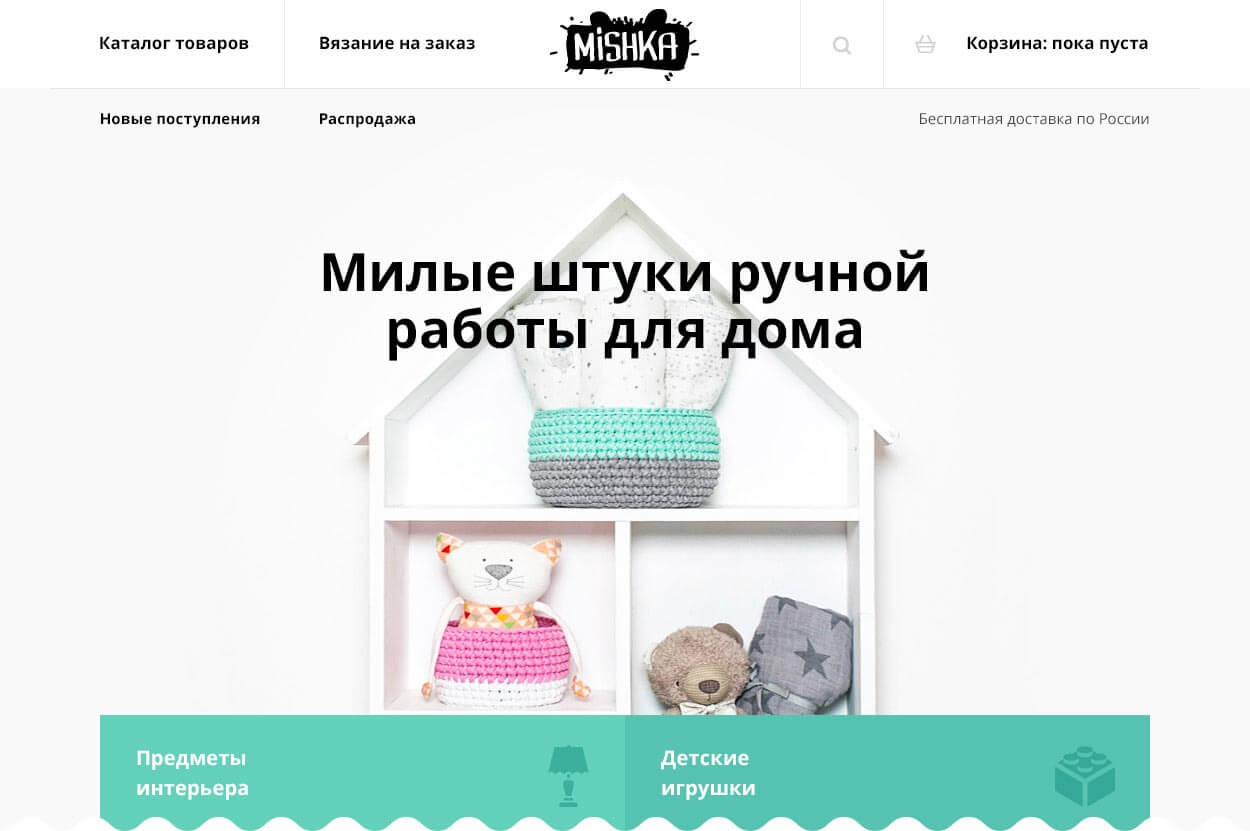 Каталог товаров
Вязание на заказ
MiSHKA
Корзина: пока пуста
Новые поступления
Распродажа
Бесплатная доставка по России
Милые штуки ручной
работы для дома
Предметы
интерьера
Детские
игрушки